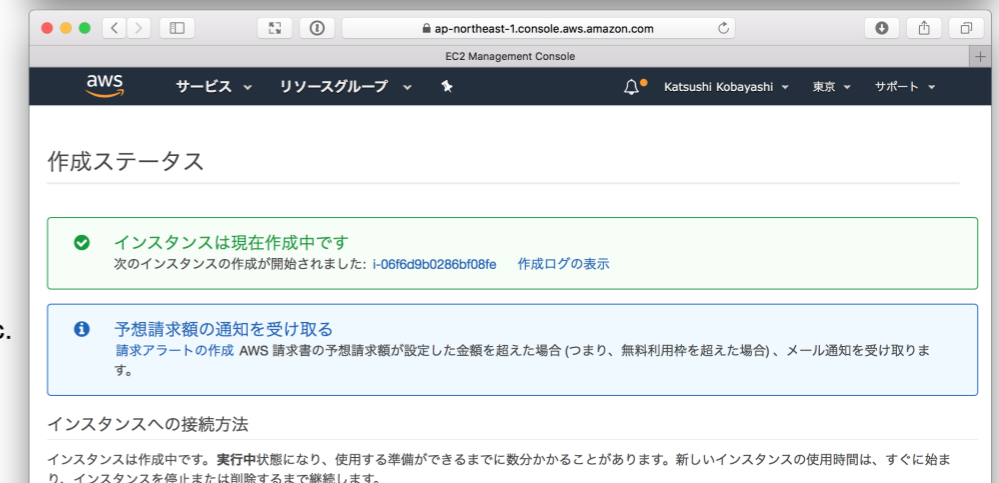 ap-northeast-1.console.aws.amazon.com
EC2 Management Console
aws サービス リソースグループ Katsushi Kobayashi 東京 サポート
作成ステータス
インスタンスは現在作成中です
次のインスタンスの作成が開始されました: i-06f6d9b0286bf08fe 作成ログの表示
c.
予想請求額の通知を受け取る
請求アラートの作成 AWS 請求書の予想請求額が設定した金額を超えた場合 (つまり、無料利用枠を超えた場合) 、メール通知を受け取りま
す。
インスタンスへの接続方法
インスタンスは作成中です。実行中状態になり、使用する準備ができるまでに数分かかることがあります。新しいインスタンスの使用時間は、すぐに始ま
り、インスタンスを停止または削除するまで継続します。